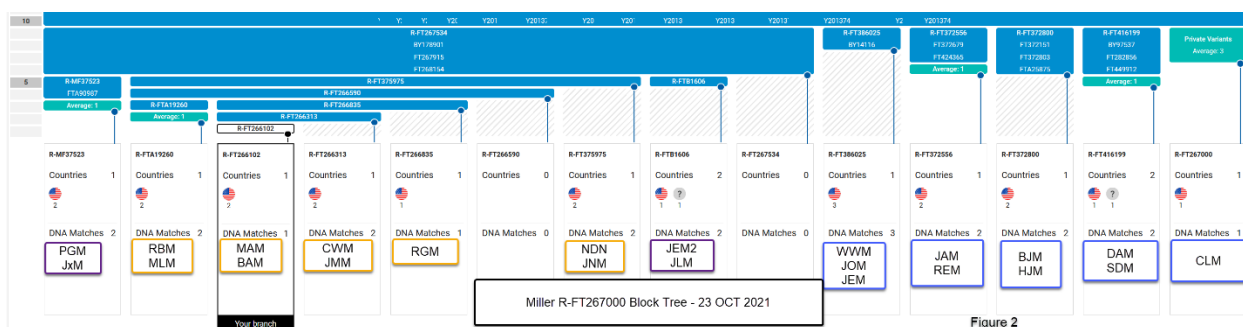 10
Y201374
Y201374
R-FT267534
BY178901
FT267915
FT268154
R-FT386025
BY14116
R-FT372556
FT372679
FT424365
Average: 1
R-FT372800
FT372151
FT372803
FTA25875
R-FT416199
BY97537
FT282856
FT449912
Average: 1
Private Variants
Average: 3
5
R-MF37523
FTA90987
Average: 1
R-FT375975
R-FTB1606
R-FT266590
R-FTA19260
Average: 1
R-FT266835
R-FT266313
R-FT266102
R-MF37523
Countries 1
2
DNA Matches 2
PGM
JxM
R-FTA19260
Countries 1
2
DNA Matches 2
RBM
MLM
R-FT266102
Countries 1
2
DNA Matches 1
MAM
BAM
Your branch
R-FT266313
Countries 1
2
DNA Matches 2
CWM
JMM
R-FT266835
Countries 1
1
DNA Matches 1
RGM
R-FT266590
Countries 0
DNA Matches 0
R-FT375975
Countries 1
2
DNA Matches 2
NDN
JNM
R-FTB1606
Countries 2
?
1 1
DNA Matches 2
JEM2
JLM
R-FT267534
Countries 0
DNA Matches 0
R-FT386025
Countries 1
3
DNA Matches 3
WWM
JOM
JEM
R-FT372556
Countries 1
2
DNA Matches 2
JAM
REM
R-FT372800
Countries 1
2
DNA Matches 2
BJM
HJM
R-FT416199
Countries 2
?
1 1
DNA Matches 2
DAM
SDM
R-FT267000
Countries 1
1
DNA Matches 1
CLM
Miller R-FT267000 Block Tree - 23 OCT 2021
Figure 2